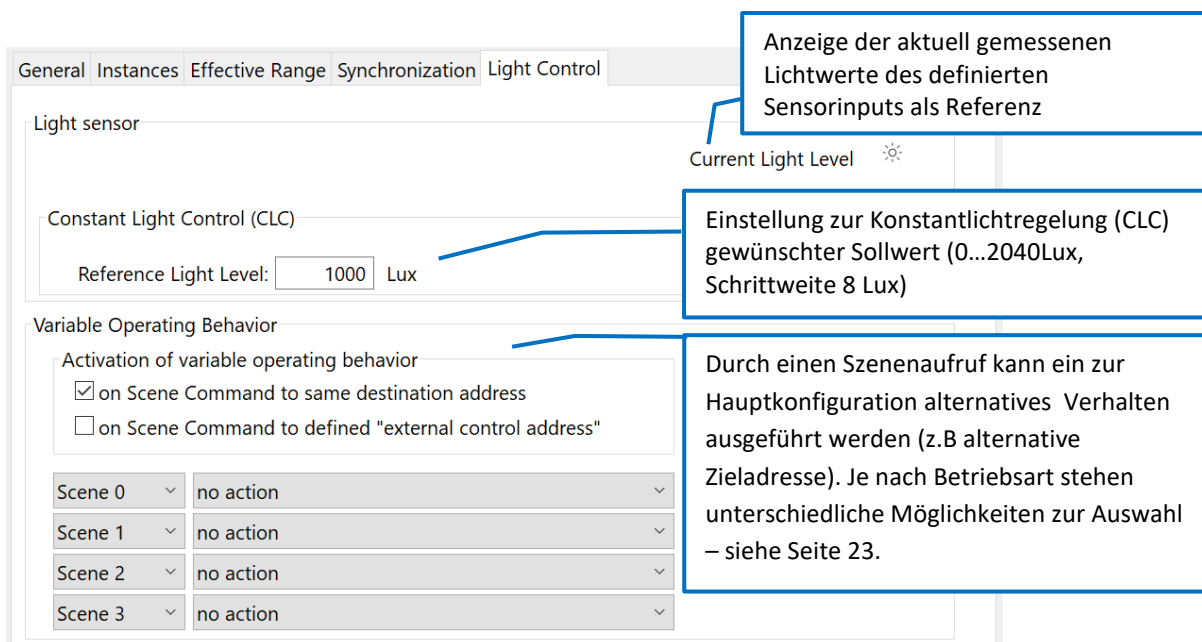 Anzeige der aktuell gemessenen
Lichtwerte des definierten
Sensorinputs als Referenz
General Instances Effective Range Synchronization Light Control
Light sensor
Current Light Level
Constant Light Control (CLC)
Reference Light Level: 1000 Lux
Einstellung zur Konstantlichtregelung (CLC)
gewünschter Sollwert (0…2040Lux,
Schrittweite 8 Lux)
Variable Operating Behavior
Activation of variable operating behavior
on Scene Command to same destination address
on Scene Command to defined "external control address"
Scene 0 no action
Scene 1 no action
Scene 2 no action
Scene 3 no action
Durch einen Szenenaufruf kann ein zur
Hauptkonfiguration alternatives Verhalten
ausgeführt werden (z.B alternative
Zieladresse). Je nach Betriebsart stehen
unterschiedliche Möglichkeiten zur Auswahl
– siehe Seite 23.